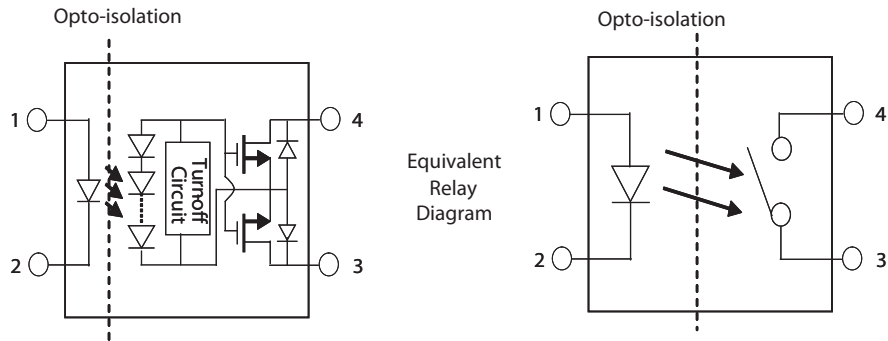 Opto-isolation
1
2
Turnoff
Circuit
4
3
Equivalent
Relay
Diagram
Opto-isolation
1
2
4
3